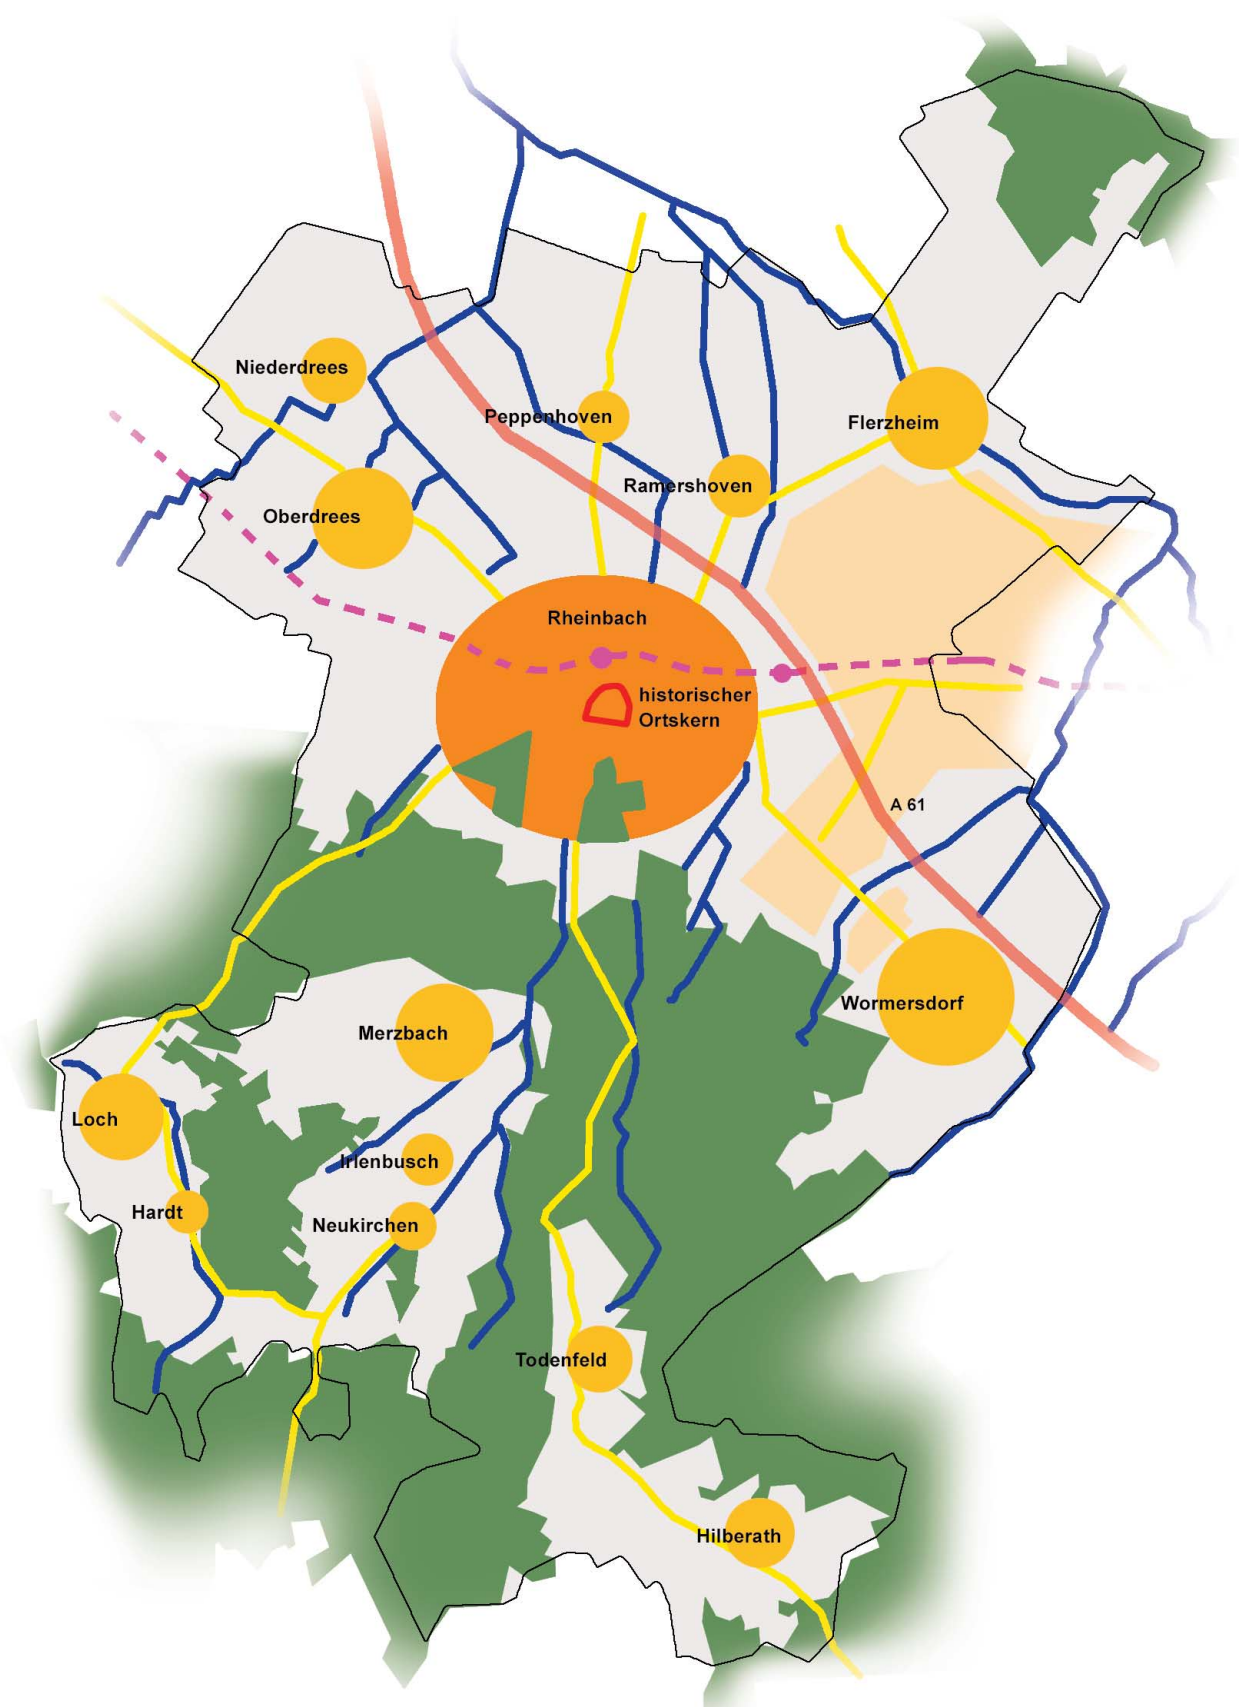 Niederdrees
Peppenhoven
Flerzheim
Ramershoven
Oberdrees
Rheinbach
historischer
Ortskern
A 61
Wormersdorf
Merzbach
Loch
Irlenbusch
Hardt
Neukirchen
Todenfeld
Hilberath